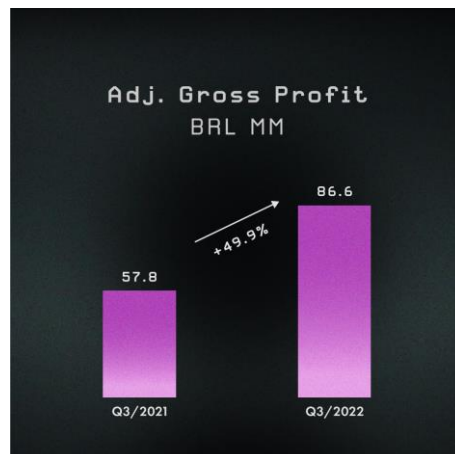 Adj. Gross Profit
BRL MM
86.6
+49.9%
57.8
Q3/2021
Q3/2022